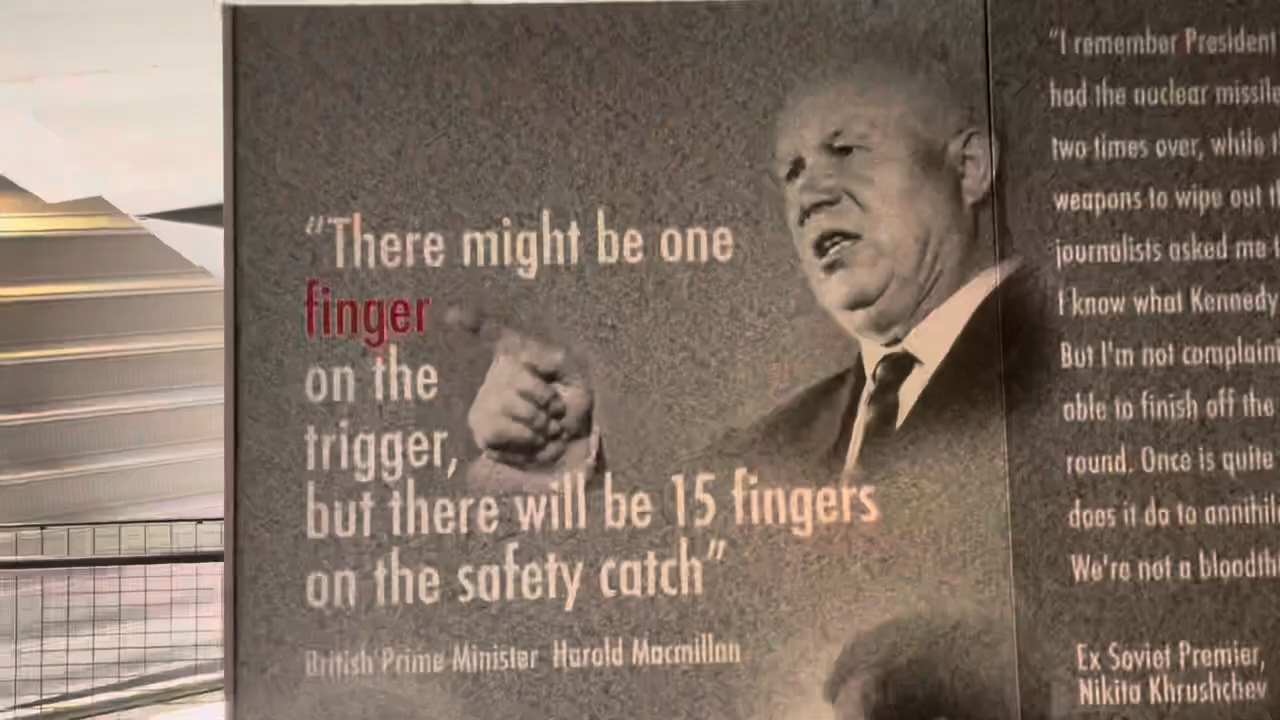 “There might be one
finger
on the
trigger,
but there will be 15 fingers
on the safety catch”
British Prime Minister Harold Macmillan
“I remember President
had the nuclear missile
two times over, while
weapons to wipe out
journalists asked me
I know what Kennedy
But I'm not complain
able to finish off the
round. Once is quite
does it do to annihil
We're not a bloodthi
Ex Soviet Premier,
Nikita Khrushchev